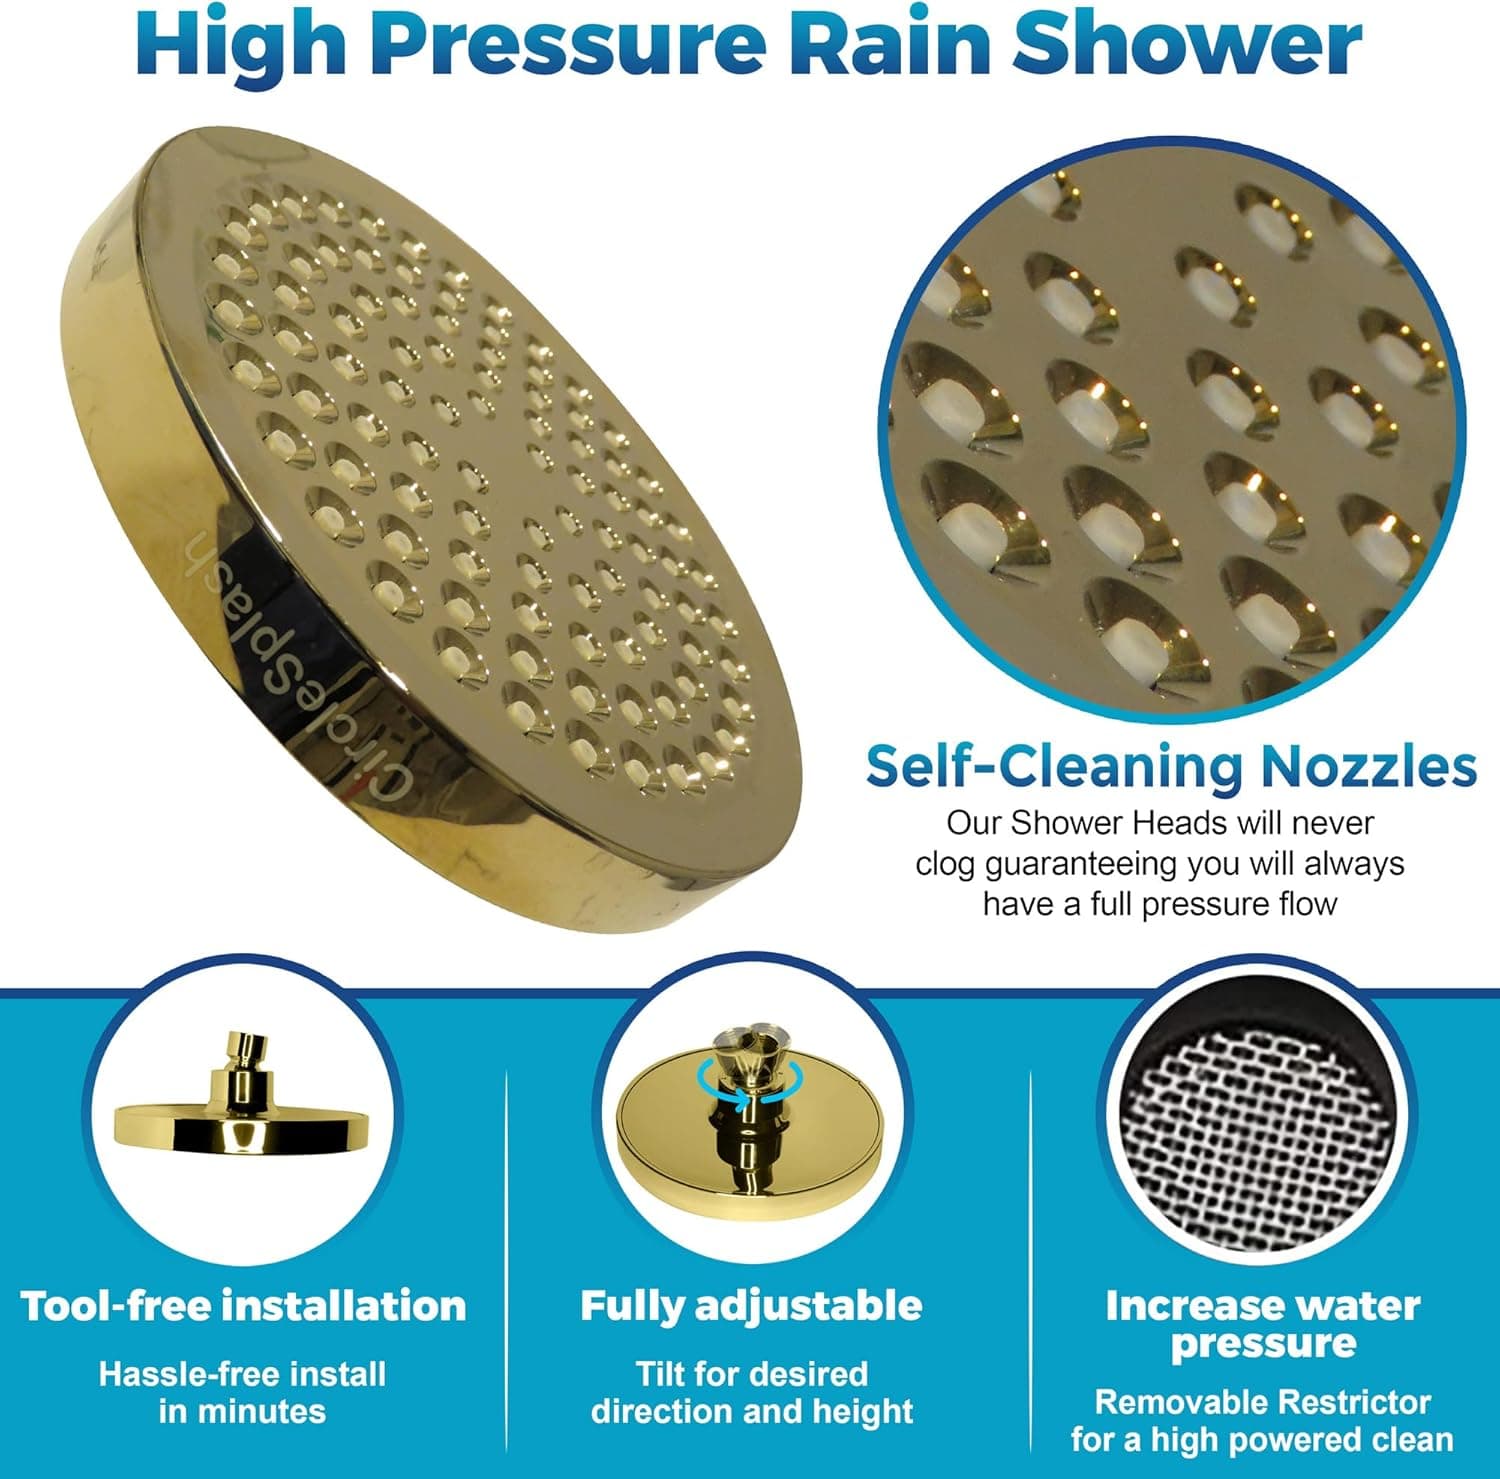 High Pressure Rain Shower
CircleSplash
Self-Cleaning Nozzles
Our Shower Heads will never
clog guaranteeing you will always
have a full pressure flow
Tool-free installation
Hassle-free install
in minutes
Fully adjustable
Tilt for desired
direction and height
Increase water
pressure
Removable Restrictor
for a high powered clean